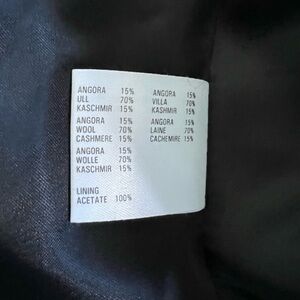 ANGORA 15%
ULL 70%
KASCHMIR 15%
ANGORA 15%
WOOL 70%
CASHMERE 15%
ANGORA 15%
WOLLE 70%
KASCHMIR 15%
LINING
ACETATE 100%
ANGORA 15%
VILLA 70%
KASHMIR 15%
ANGORA 15%
LAINE 70%
CACHEMIRE 15%